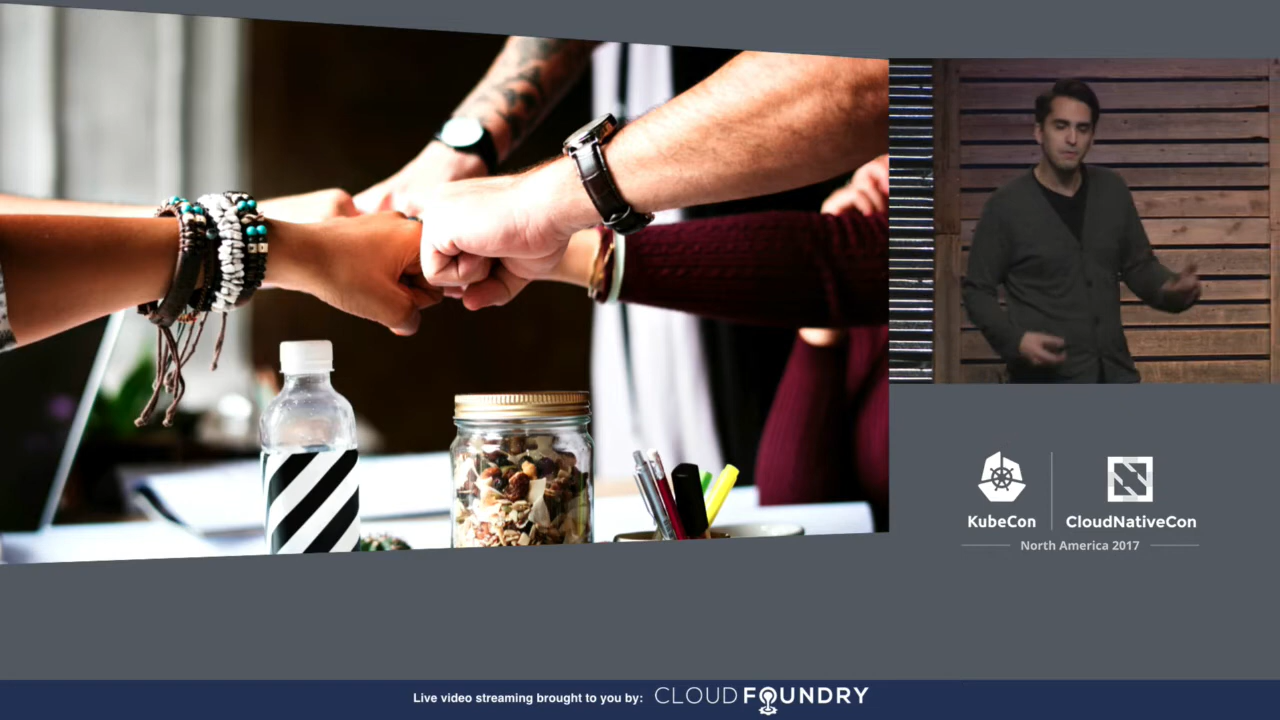 KubeCon
CloudNativeCon
North America 2017
Live video streaming brought to you by: CLOUD FOUNDRY